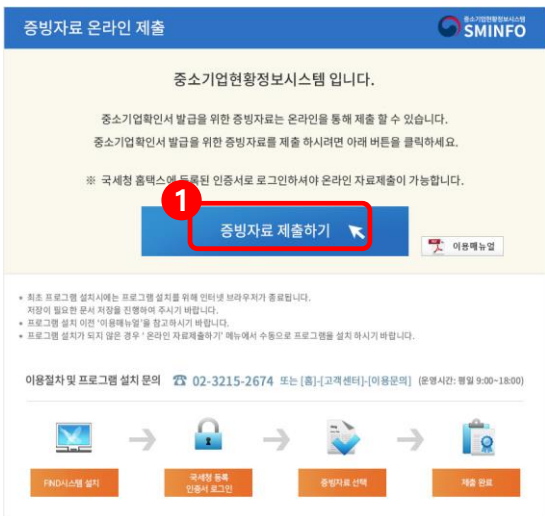 증빙자료 온라인 제출
중소기업현황정보시스템
SMINFO
중소기업현황정보시스템 입니다.
중소기업확인서 발급을 위한 증빙자료는 온라인을 통해 제출 할 수 있습니다.
중소기업확인서 발급을 위한 증빙자료를 제출 하시려면 아래 버튼을 클릭하세요.
※ 국세청 홈택스에 등록된 인증서로 로그인하셔야 온라인 자료제출이 가능합니다.
1
증빙자료 제출하기
이용매뉴얼
• 최초 프로그램 설치시에는 프로그램 설치를 위해 인터넷 브라우저가 종료됩니다.
저장이 필요한 문서 저장을 진행하여 주시기 바랍니다.
• 프로그램 설치 이전 '이용매뉴얼'을 참고하시기 바랍니다.
• 프로그램 설치가 되지 않은 경우 ' 온라인 자료제출하기' 메뉴에서 수동으로 프로그램을 설치 하시기 바랍니다.
이용절차 및 프로그램 설치 문의 ☎ 02-3215-2674 또는 [홈]-[고객센터]-[이용문의] (운영시간: 평일 9:00~18:00)
FIND시스템 설치
국세청 등록
인증서 로그인
증빙자료 선택
제출 완료